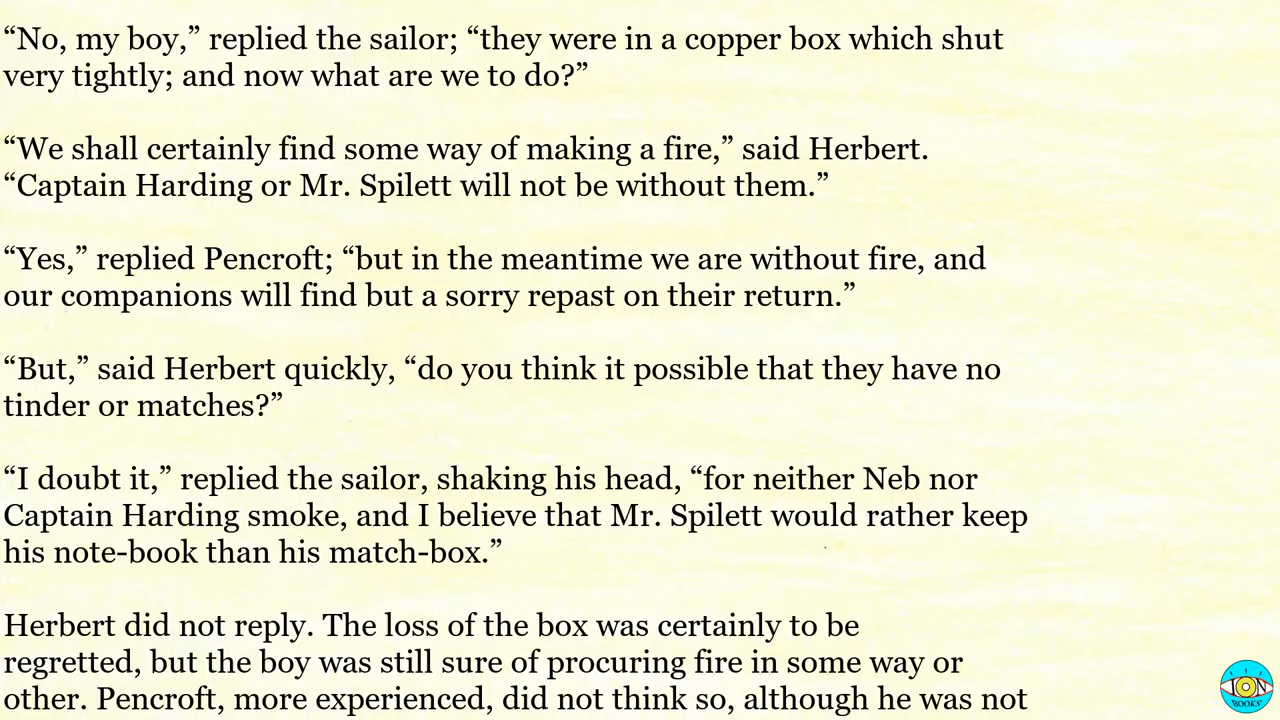 “No, my boy,” replied the sailor; “they were in a copper box which shut
very tightly; and now what are we to do?”
“We shall certainly find some way of making a fire,” said Herbert.
“Captain Harding or Mr. Spilett will not be without them.”
“Yes,” replied Pencroft; “but in the meantime we are without fire, and
our companions will find but a sorry repast on their return.”
“But,” said Herbert quickly, “do you think it possible that they have no
tinder or matches?”
“I doubt it,” replied the sailor, shaking his head, “for neither Neb nor
Captain Harding smoke, and I believe that Mr. Spilett would rather keep
his note-book than his match-box.”
Herbert did not reply. The loss of the box was certainly to be
regretted, but the boy was still sure of procuring fire in some way or
other. Pencroft, more experienced, did not think so, although he was not
ION
BOOKS